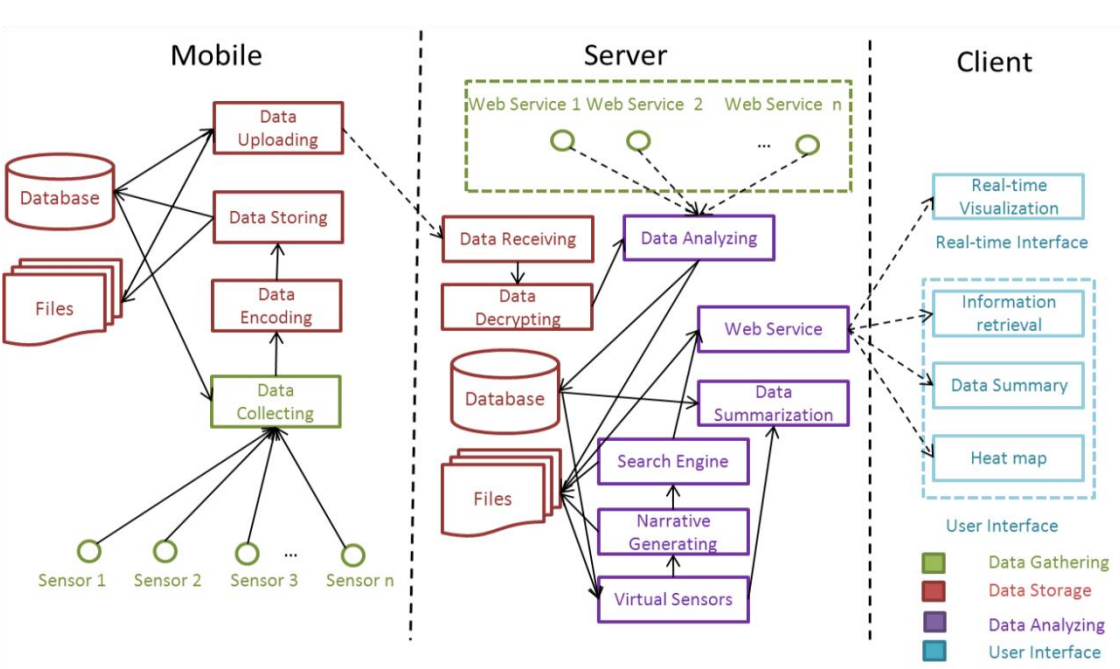 Mobile
Server
Client
Data
Uploading
Database
Data Storing
Files
Data
Encoding
Data
Collecting
Sensor 1
Sensor 2
Sensor 3
...
Sensor n
Web Service 1
Web Service 2
...
Web Service n
Data Receiving
Data Analyzing
Data
Decrypting
Web Service
Database
Data
Summarization
Search Engine
Files
Narrative
Generating
Virtual Sensors
Real-time
Visualization
Real-time Interface
Information
retrieval
Data Summary
Heat map
User Interface
Data Gathering
Data Storage
Data Analyzing
User Interface